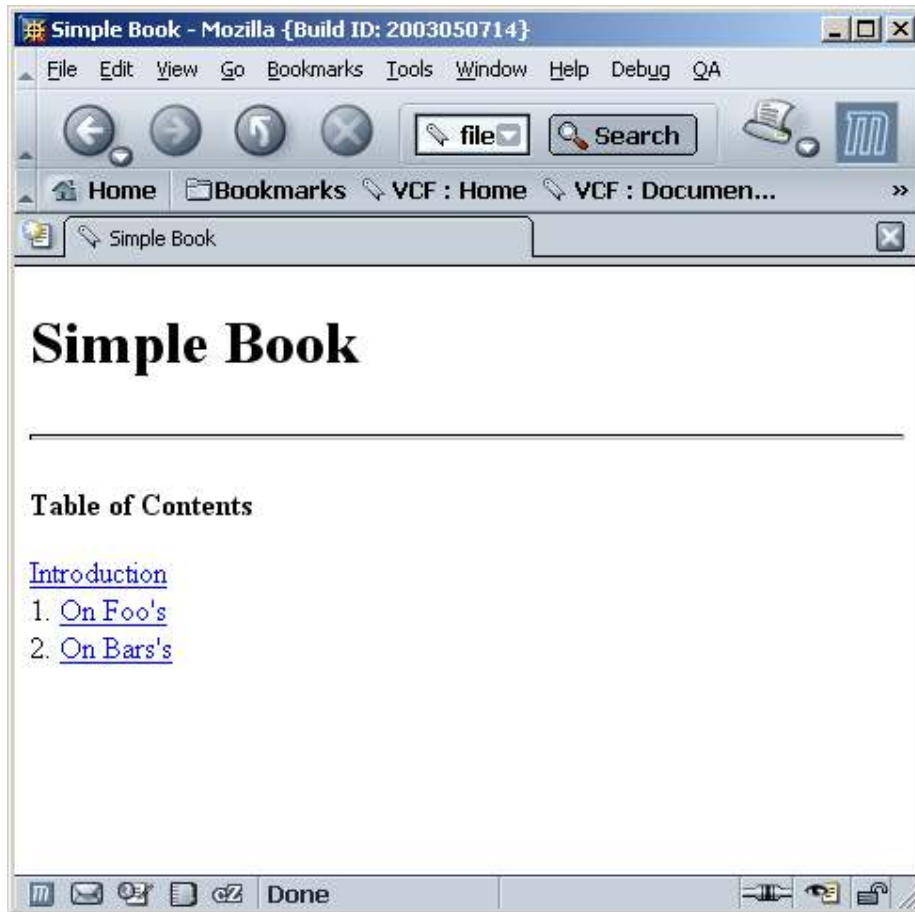 Simple Book - Mozilla {Build ID: 2003050714}
File Edit View Go Bookmarks Tools Window Help Debug QA
file Search
Home Bookmarks VCF : Home VCF : Documen... »
Simple Book
Simple Book
Table of Contents
Introduction
1. On Foo's
2. On Bars's
Done